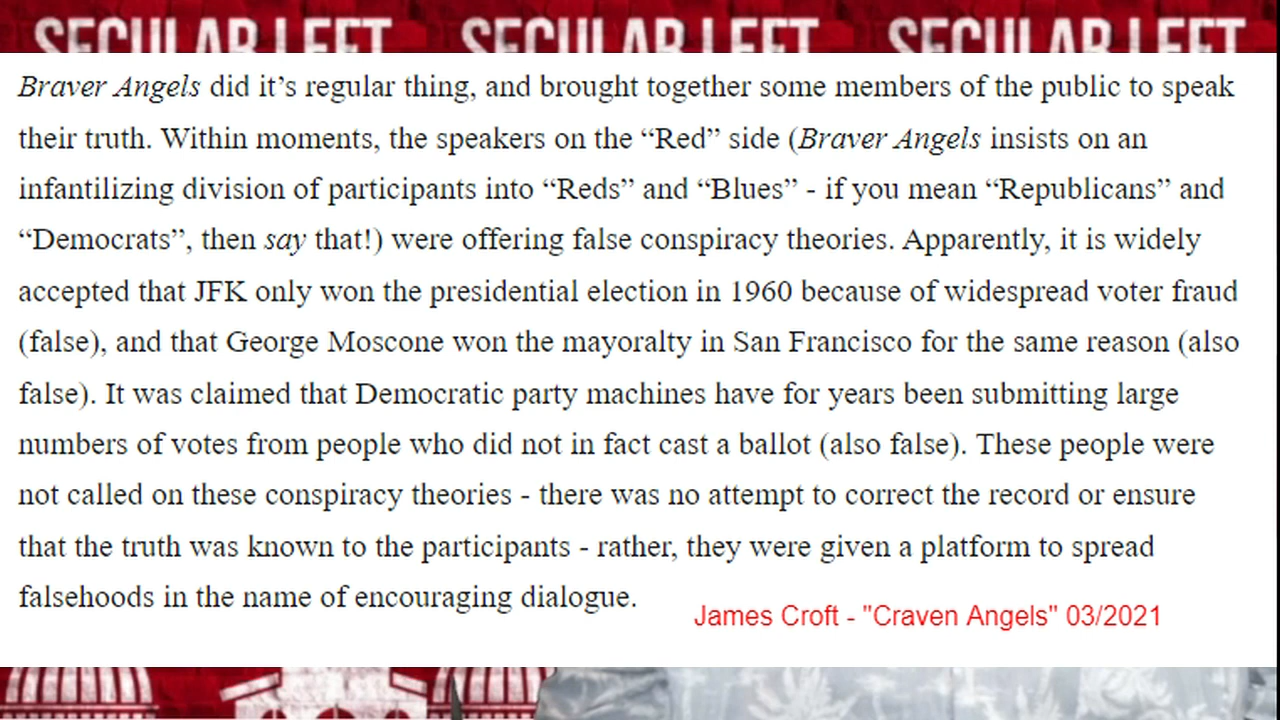 SECULAR LEFT SECULAR LEFT SECULAR LEFT
Braver Angels did it’s regular thing, and brought together some members of the public to speak
their truth. Within moments, the speakers on the “Red” side (Braver Angels insists on an
infantilizing division of participants into “Reds” and “Blues” - if you mean “Republicans” and
“Democrats”, then say that!) were offering false conspiracy theories. Apparently, it is widely
accepted that JFK only won the presidential election in 1960 because of widespread voter fraud
(false), and that George Moscone won the mayoralty in San Francisco for the same reason (also
false). It was claimed that Democratic party machines have for years been submitting large
numbers of votes from people who did not in fact cast a ballot (also false). These people were
not called on these conspiracy theories - there was no attempt to correct the record or ensure
that the truth was known to the participants - rather, they were given a platform to spread
falsehoods in the name of encouraging dialogue.
James Croft - "Craven Angels" 03/2021